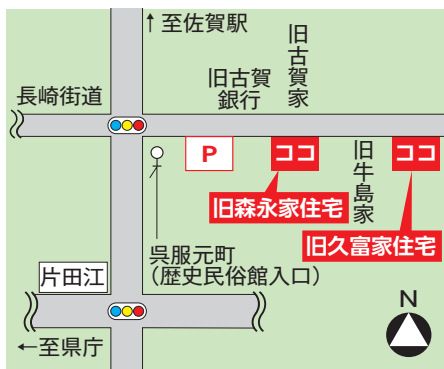 ↑至佐賀駅
旧古賀家
長崎街道
旧古賀
銀行
P
ココ
旧牛島家
ココ
旧森永家住宅
旧久富家住宅
呉服元町
(歴史民俗館入口)
片田江
N
←至県庁